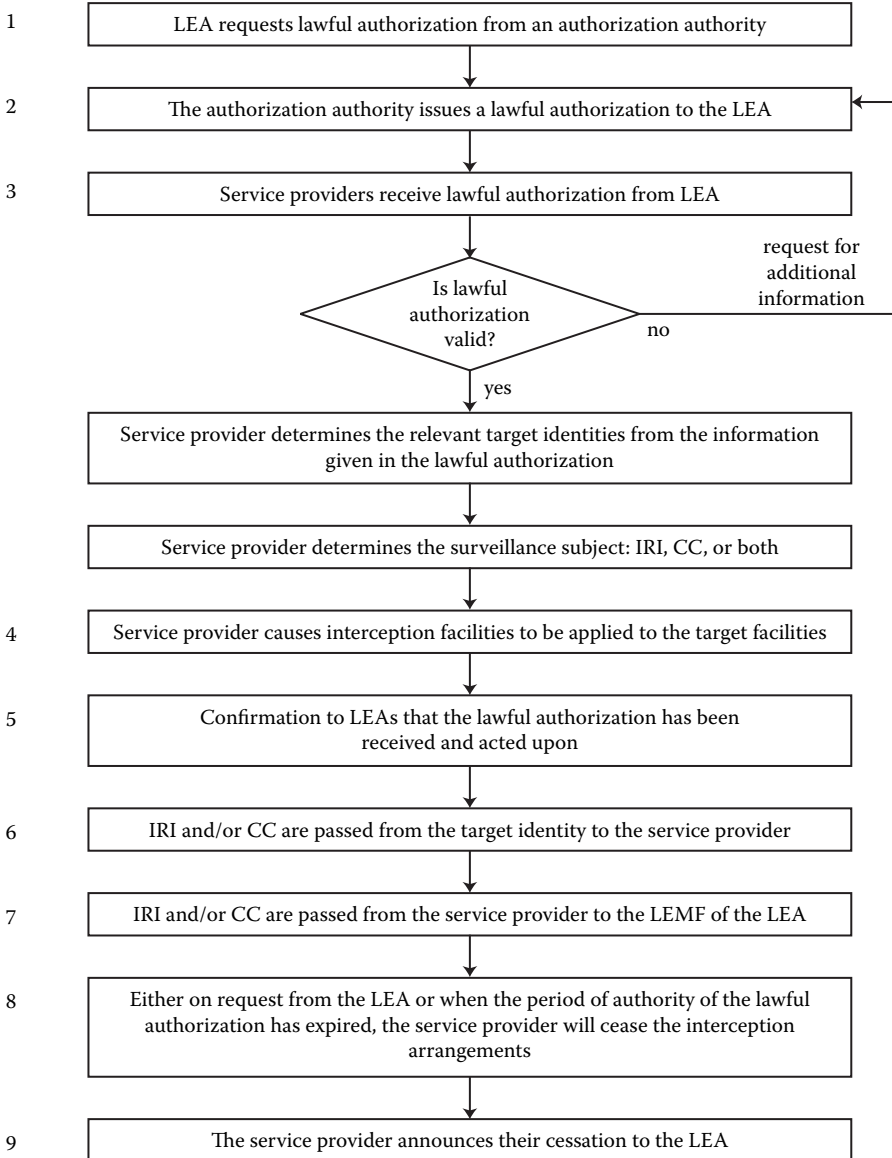 1
LEA requests lawful authorization from an authorization authority
2
The authorization authority issues a lawful authorization to the LEA
3
Service providers receive lawful authorization from LEA
request for
additional
information
Is lawful
authorization
valid?
no
yes
Service provider determines the relevant target identities from the information
given in the lawful authorization
Service provider determines the surveillance subject: IRI, CC, or both
4
Service provider causes interception facilities to be applied to the target facilities
5
Confirmation to LEAs that the lawful authorization has been
received and acted upon
6
IRI and/or CC are passed from the target identity to the service provider
7
IRI and/or CC are passed from the service provider to the LEMF of the LEA
8
Either on request from the LEA or when the period of authority of the lawful
authorization has expired, the service provider will cease the interception
arrangements
9
The service provider announces their cessation to the LEA